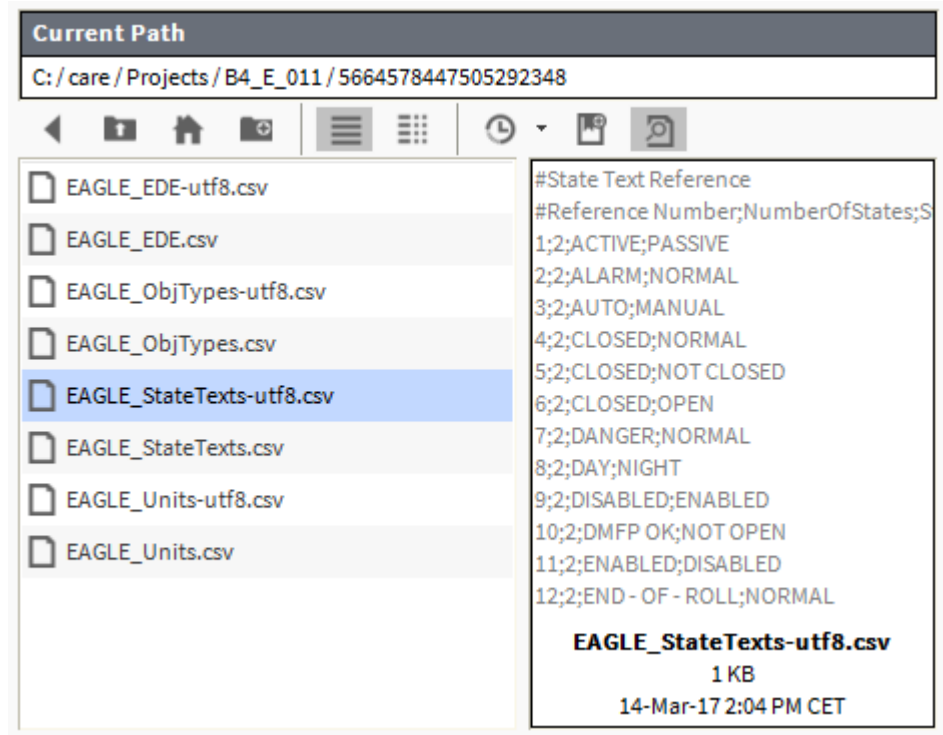 Current Path
C: / care / Projects / B4_E_011 / 5664578447505292348
EAGLE_EDE-utf8.csv
EAGLE_EDE.csv
EAGLE_ObjTypes-utf8.csv
EAGLE_ObjTypes.csv
EAGLE_StateTexts-utf8.csv
EAGLE_StateTexts.csv
EAGLE_Units-utf8.csv
EAGLE_Units.csv
#State Text Reference
#Reference Number;NumberOfStates;S
1;2;ACTIVE;PASSIVE
2;2;ALARM;NORMAL
3;2;AUTO;MANUAL
4;2;CLOSED;NORMAL
5;2;CLOSED;NOT CLOSED
6;2;CLOSED;OPEN
7;2;DANGER;NORMAL
8;2;DAY;NIGHT
9;2;DISABLED;ENABLED
10;2;DMFP OK;NOT OPEN
11;2;ENABLED;DISABLED
12;2;END - OF - ROLL;NORMAL
EAGLE_StateTexts-utf8.csv
1 KB
14-Mar-17 2:04 PM CET